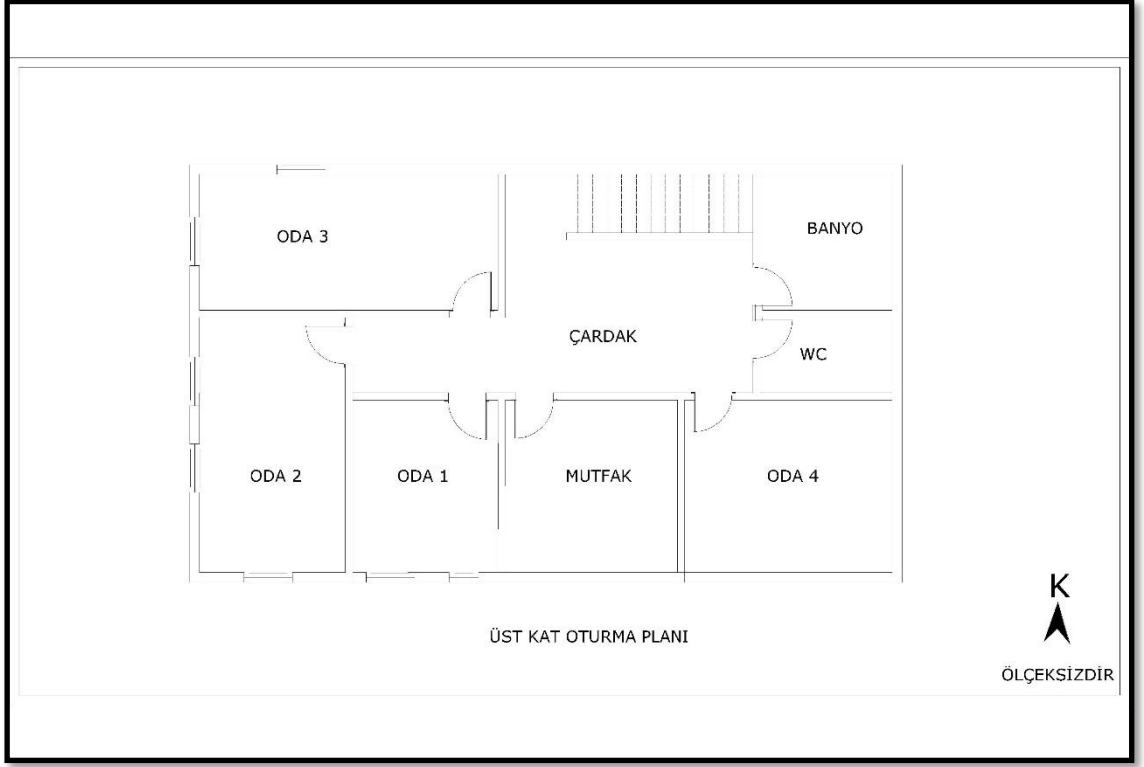 ODA 3
BANYO
ÇARDAK
WC
ODA 2
ODA 1
MUTFAK
ODA 4
ÜST KAT OTURMA PLANI
K
ÖLÇEKSİZDİR